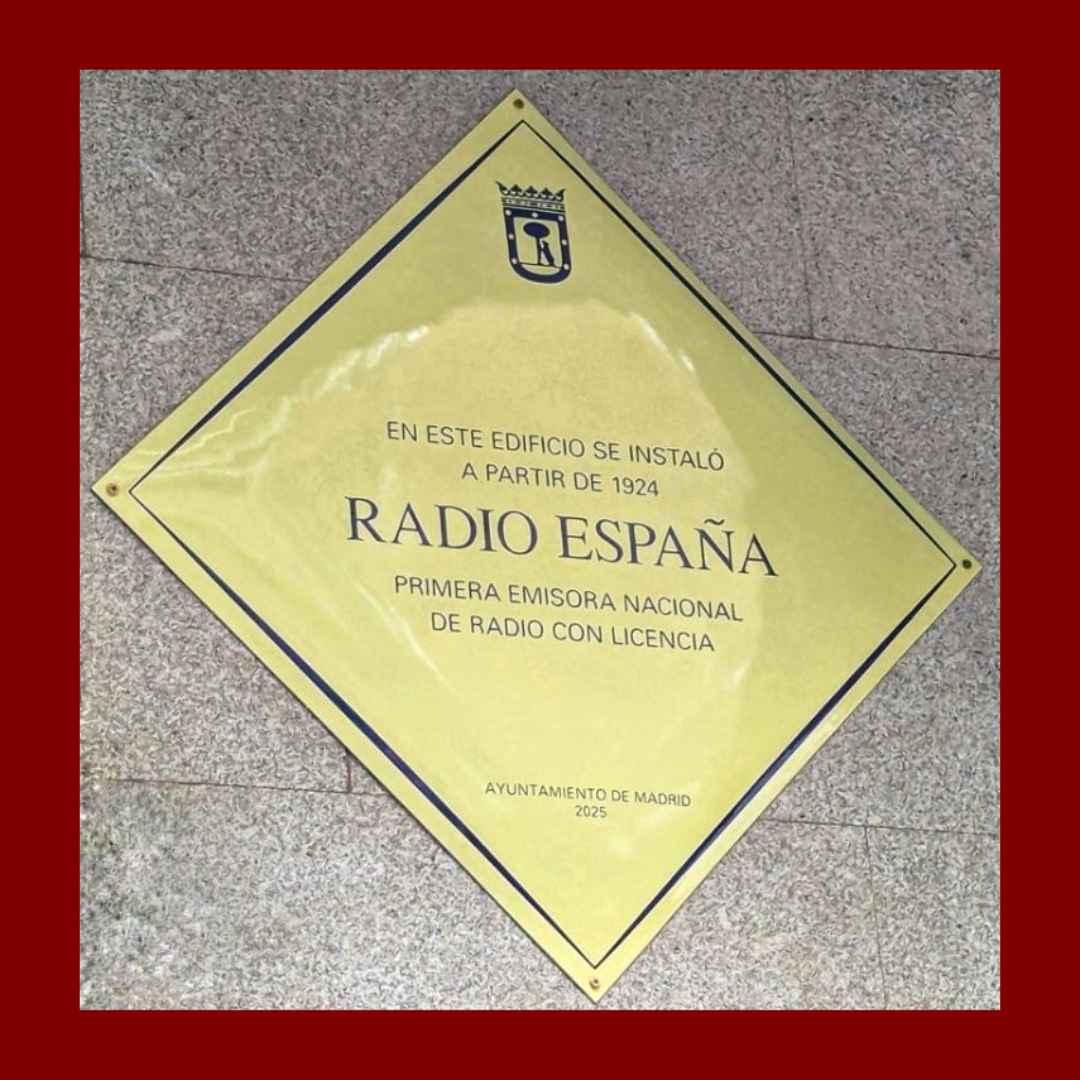 EN ESTE EDIFICIO SE INSTALÓ
A PARTIR DE 1924
RADIO ESPAÑA
PRIMERA EMISORA NACIONAL
DE RADIO CON LICENCIA
AYUNTAMIENTO DE MADRID
2025